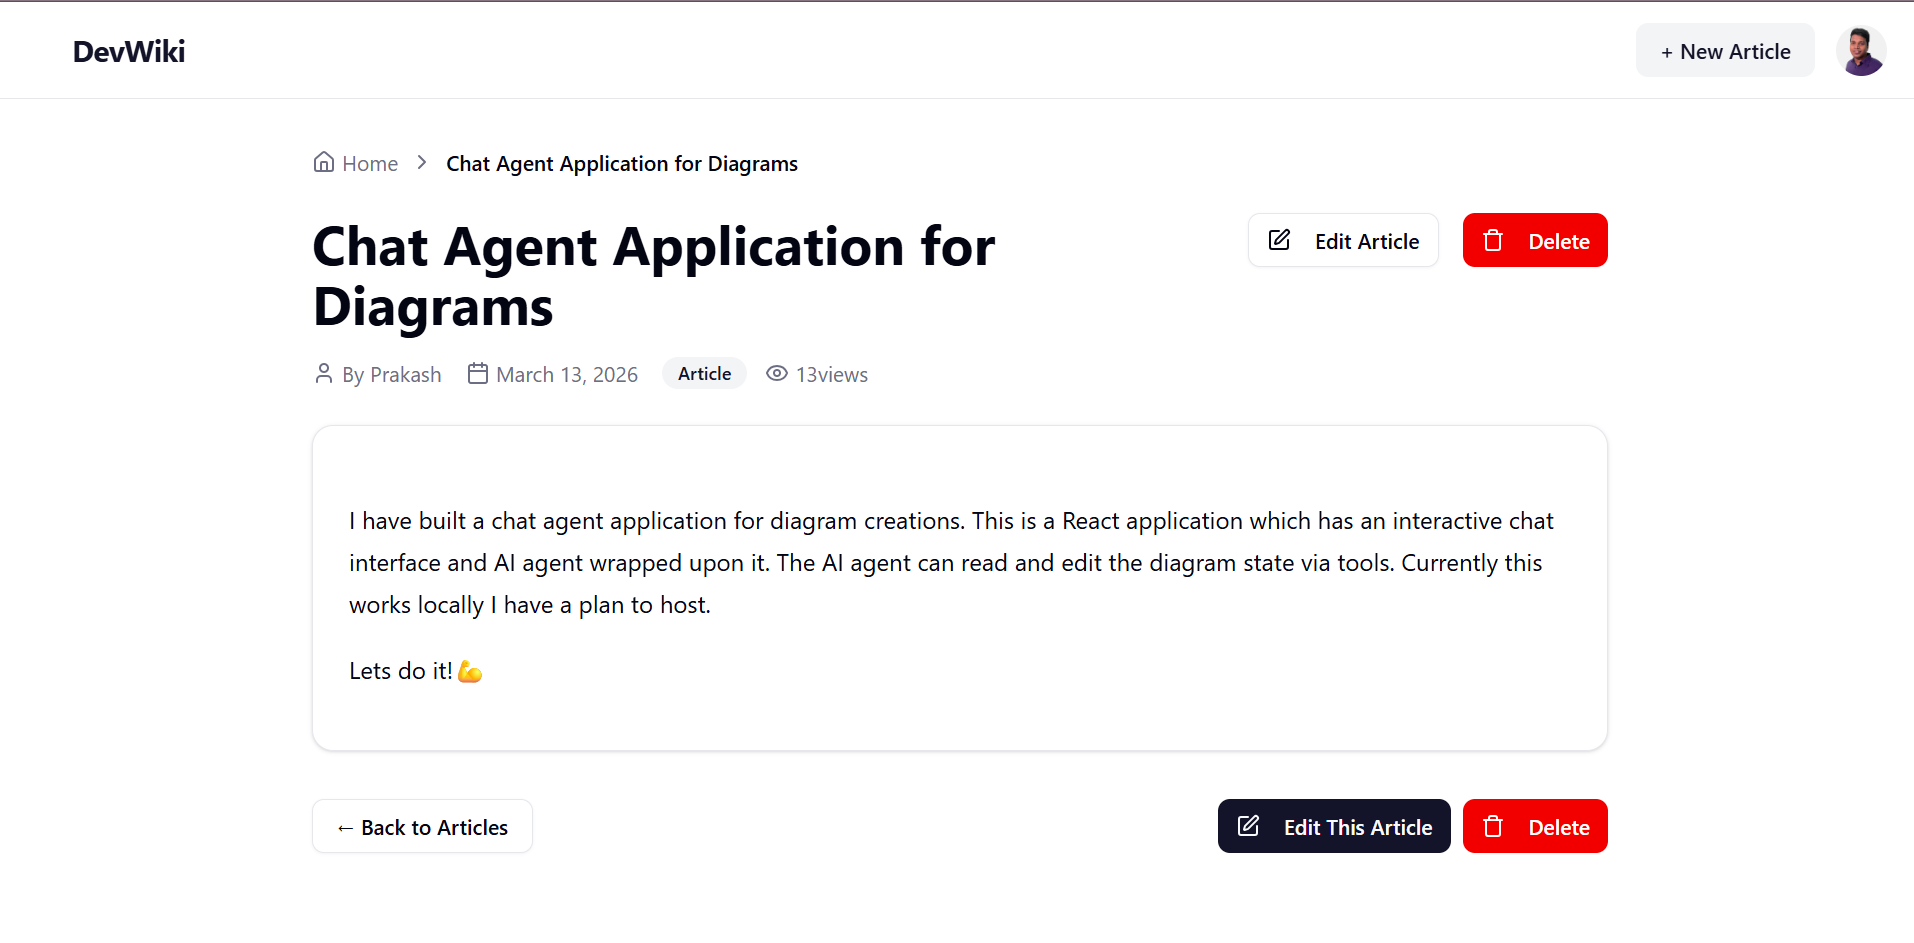 DevWiki
+ New Article
Home > Chat Agent Application for Diagrams
Chat Agent Application for
Diagrams
Edit Article
Delete
By Prakash
March 13, 2026
Article
13views
I have built a chat agent application for diagram creations. This is a React application which has an interactive chat
interface and AI agent wrapped upon it. The AI agent can read and edit the diagram state via tools. Currently this
works locally I have a plan to host.
Lets do it!💪
← Back to Articles
Edit This Article
Delete